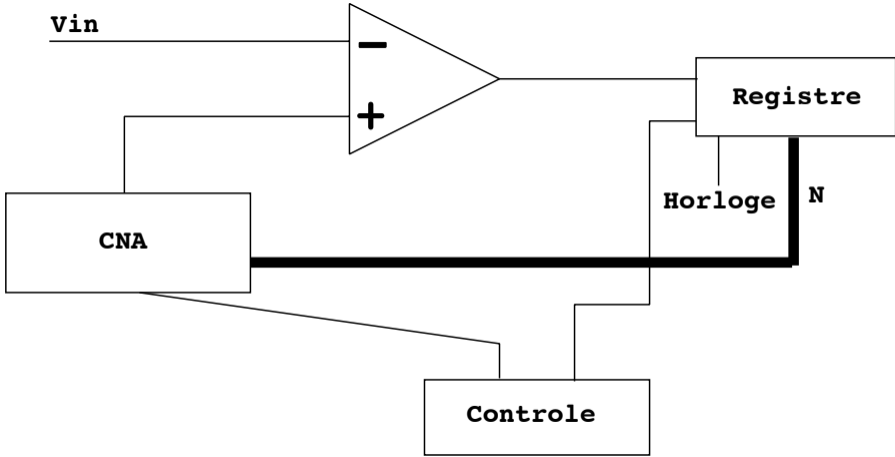 Vin
−
+
Registre
Horloge
N
CNA
Controle